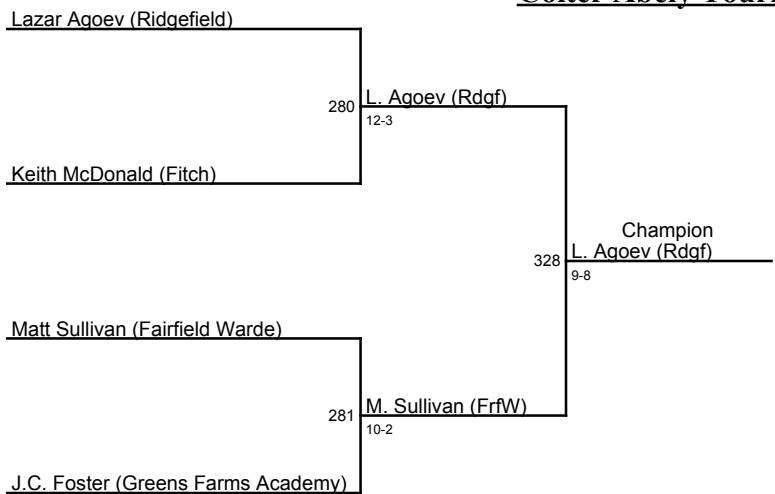 Lazar Agoev (Ridgefield)
280
L. Agoev (Rdgf)
12-3
Keith McDonald (Fitch)
Champion
328
L. Agoev (Rdgf)
9-8
Matt Sullivan (Fairfield Warde)
281
M. Sullivan (FrfW)
10-2
J.C. Foster (Greens Farms Academy)